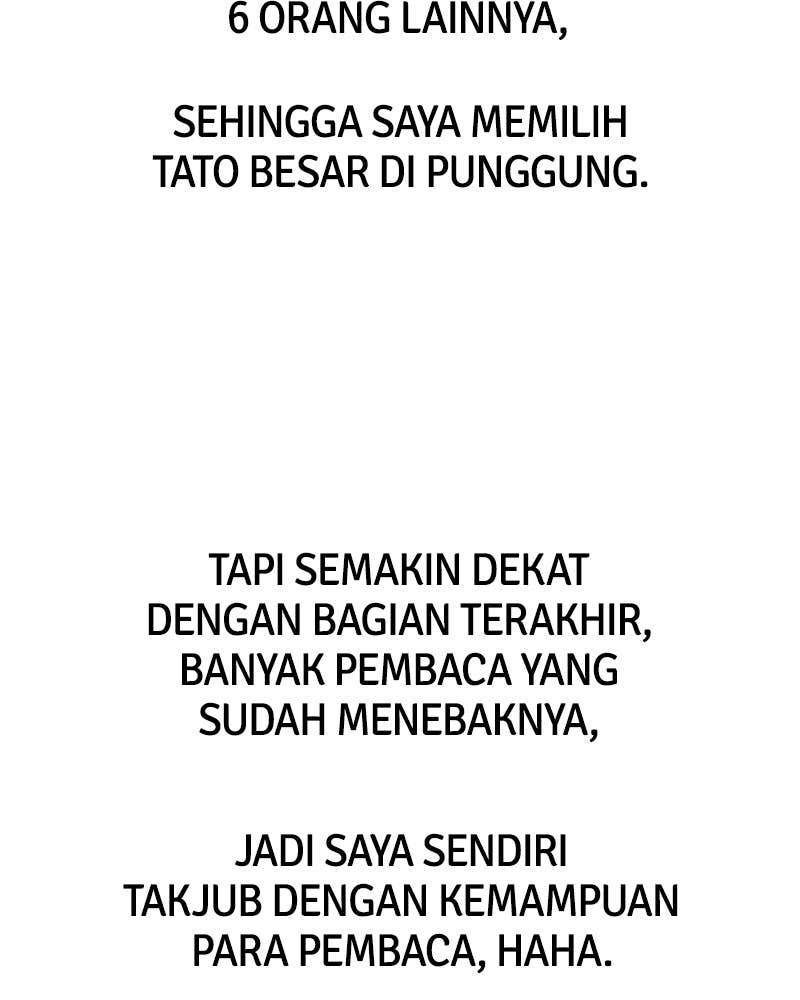 6 ORANG LAINNYA,
SEHINGGA SAYA MEMILIH
TATO BESAR DI PUNGGUNG.
TAPI SEMAKIN DEKAT
DENGAN BAGIAN TERAKHIR,
BANYAK PEMBACA YANG
SUDAH MENEBAKNYA,
JADI SAYA SENDIRI
TAKJUB DENGAN KEMAMPUAN
PARA PEMBACA, HAHA.